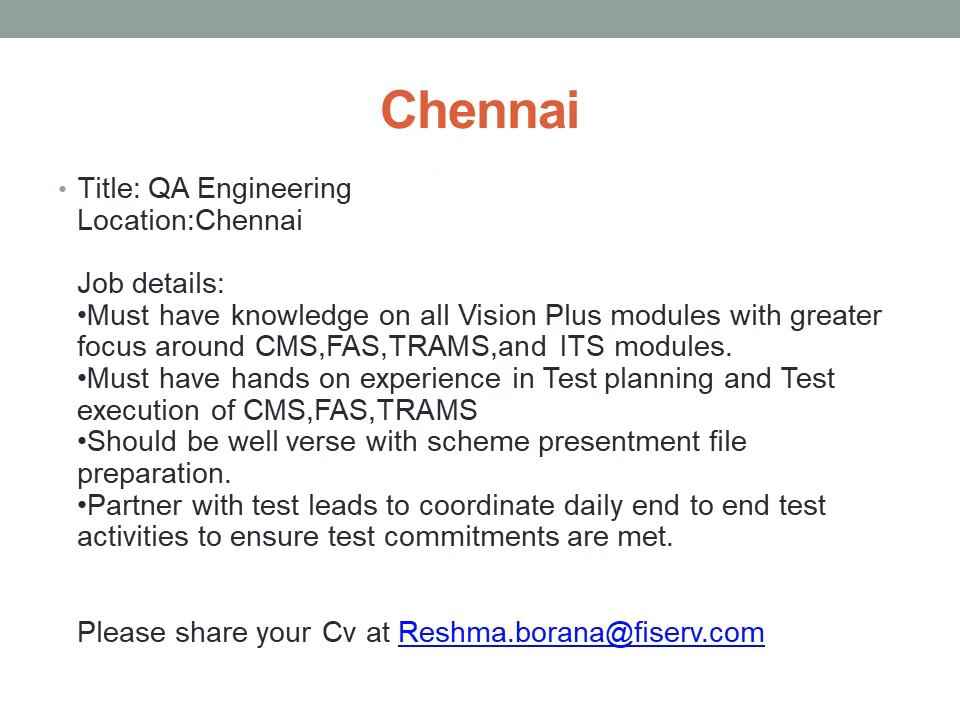 Chennai
• Title: QA Engineering
Location:Chennai
Job details:
•Must have knowledge on all Vision Plus modules with greater
focus around CMS,FAS,TRAMS,and ITS modules.
•Must have hands on experience in Test planning and Test
execution of CMS,FAS,TRAMS
•Should be well verse with scheme presentment file
preparation.
•Partner with test leads to coordinate daily end to end test
activities to ensure test commitments are met.
Please share your Cv at Reshma.borana@fiserv.com